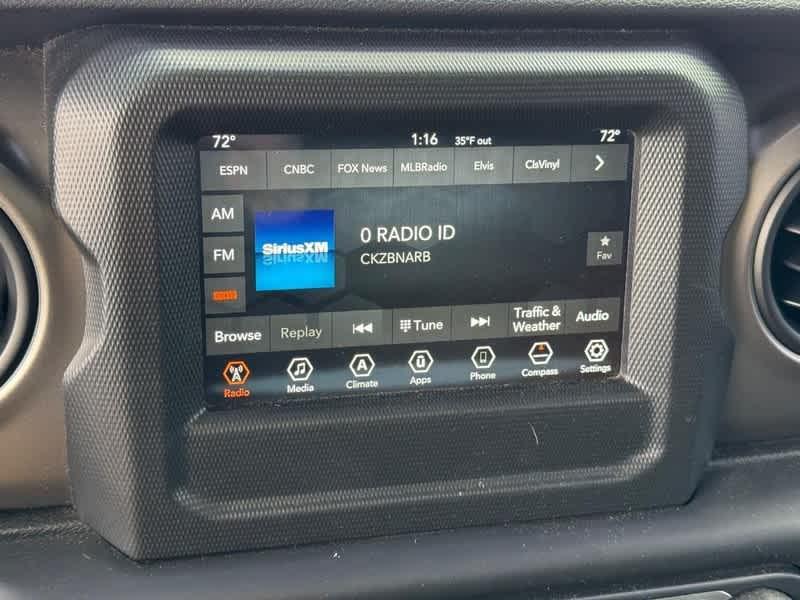 72° 1:16 35°F out 72°
ESPN CNBC FOX News MLBRadio Elvis ClsVinyl
AM
FM
SiriusXM
0 RADIO ID
CKZBNARB
Fav
Browse Replay Tune Traffic & Weather Audio
Radio Media Climate Apps Phone Compass Settings